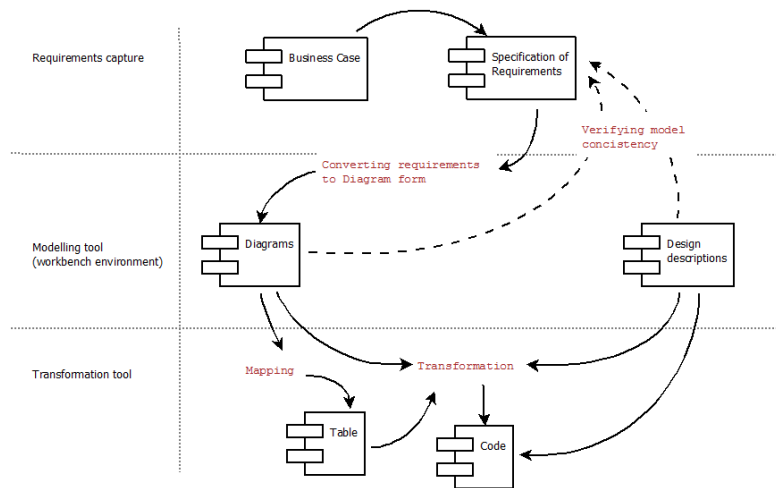 Requirements capture
Business Case
Specification of
Requirements
Verifying model
concistency
Converting requirements
to Diagram form
Modelling tool
(workbench environment)
Diagrams
Design
descriptions
Transformation tool
Mapping
Transformation
Table
Code